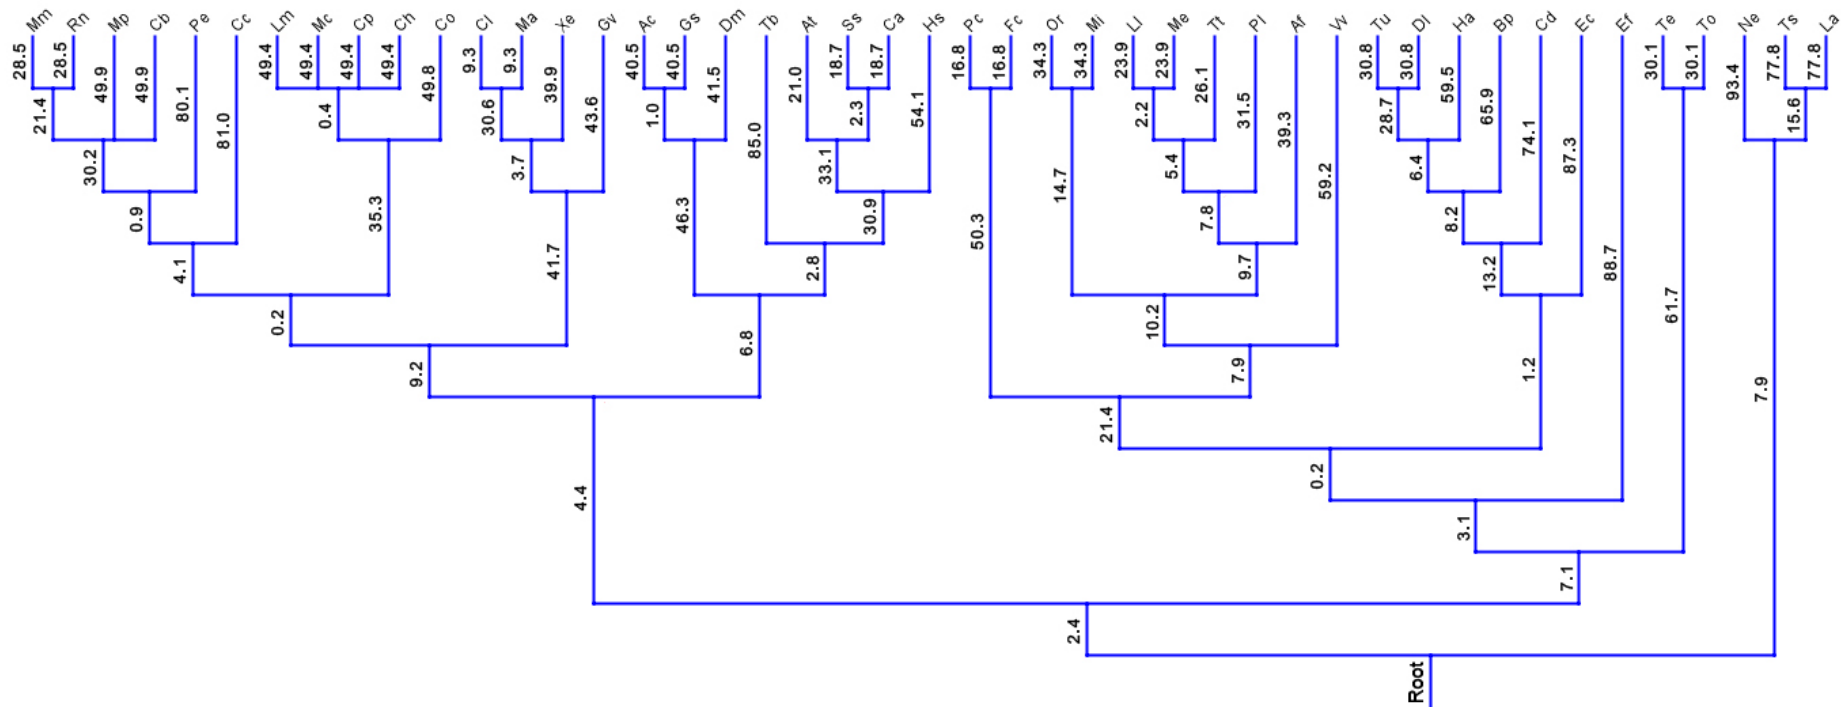 Mm Rn Mp Cb Pe Cc Lm Mc Cp Ch Co Cl Ma Xe Gv Ac Gs Dm Tb At Ss Ca Hs Pc Fc Or Mi Ll Me Tt Pl Af Vv Tu Dl Ha Bp Cd Ec Ef Te To Ne Ts La
28.5 28.5 49.9 49.9 80.1 81.0 49.4 49.4 49.4 49.4 49.8 9.3 9.3 39.9 43.6 40.5 40.5 41.5 85.0 21.0 18.7 18.7 54.1 16.8 16.8 34.3 34.3 23.9 23.9 26.1 31.5 39.3 59.2 30.8 30.8 59.5 65.9 74.1 87.3 88.7 30.1 30.1 93.4 77.8 77.8
21.4 0.4 30.6 1.0 2.3 2.2 28.7 15.6
30.2 3.7 33.1 5.4 6.4
0.9 35.3 46.3 30.9 50.3 14.7 7.8 8.2
4.1 41.7 2.8 9.7 13.2 61.7
0.2 6.8 10.2
9.2 7.9 1.2 7.9
21.4
4.4 0.2
3.1
7.1
2.4
Root